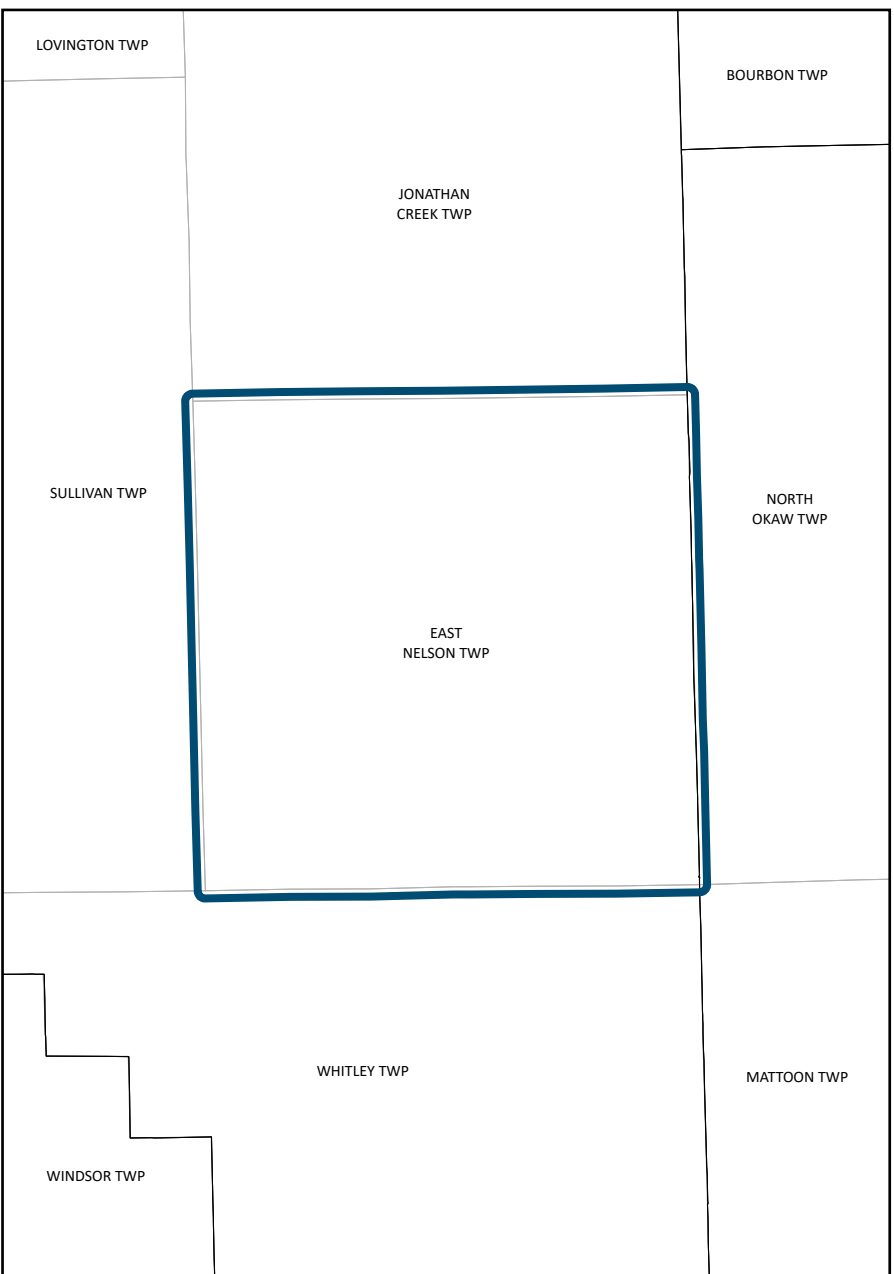 LOVINGTON TWP
BOURBON TWP
JONATHAN
CREEK TWP
SULLIVAN TWP
NORTH
OKAW TWP
EAST
NELSON TWP
WHITLEY TWP
MATTOON TWP
WINDSOR TWP